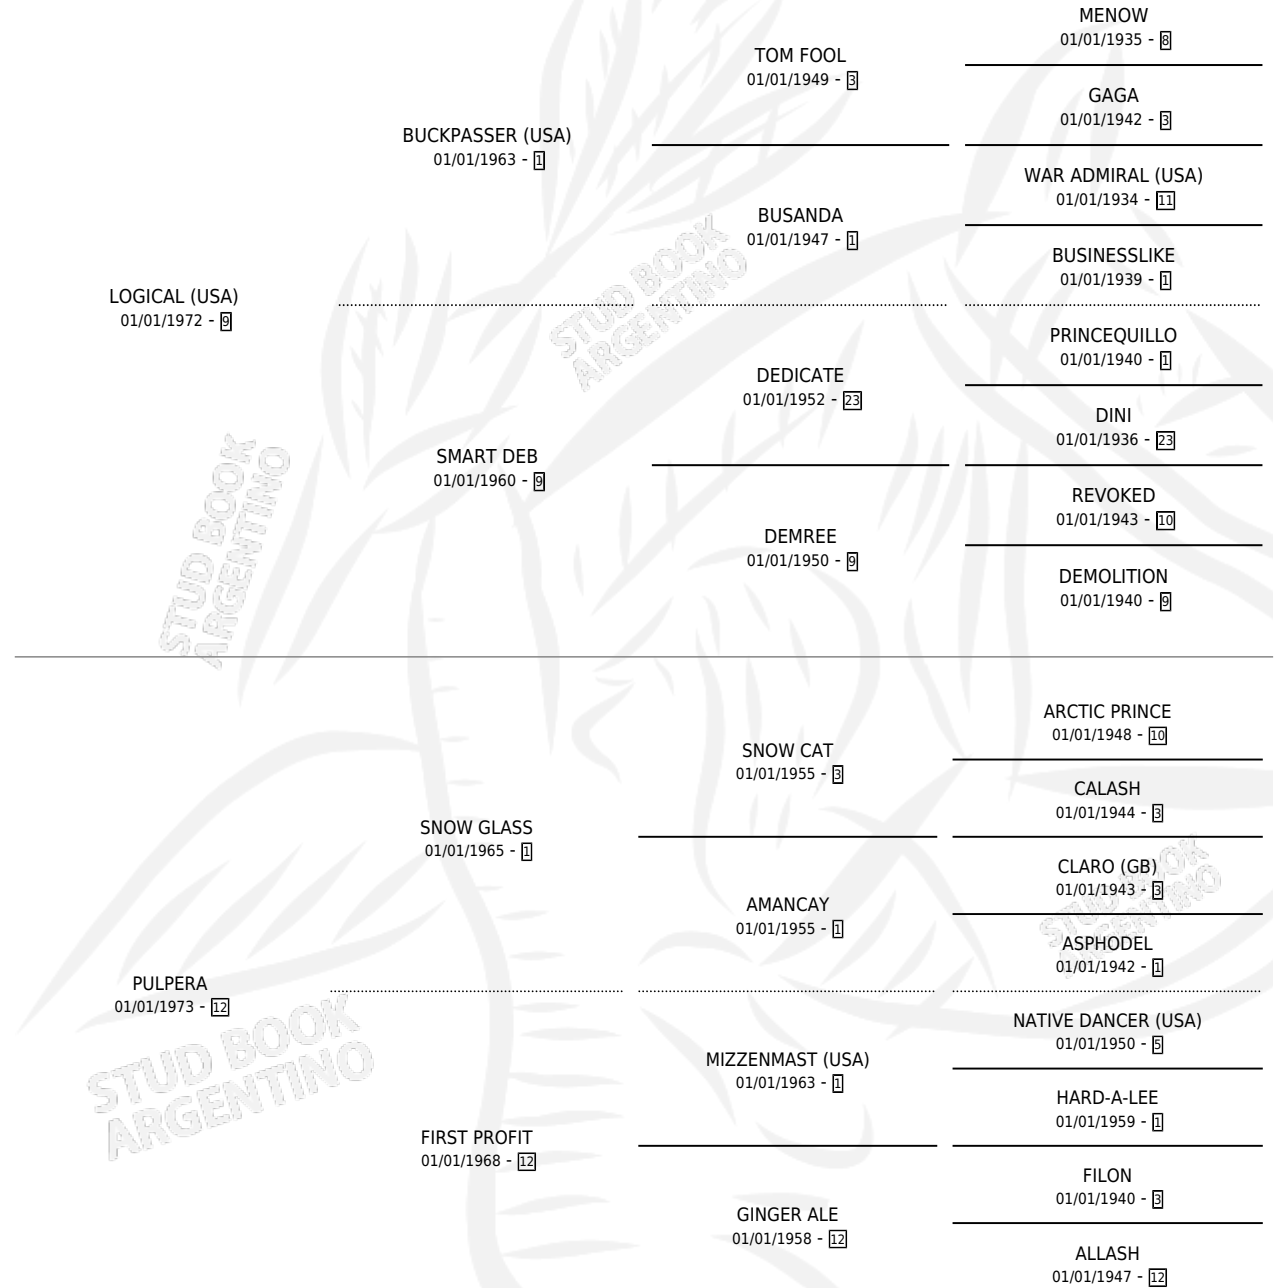 MENOW
01/01/1935 - 8
TOM FOOL
01/01/1949 - 3
GAGA
01/01/1942 - 3
BUCKPASSER (USA)
01/01/1963 - 1
WAR ADMIRAL (USA)
01/01/1934 - 11
BUSANDA
01/01/1947 - 1
BUSINESSLIKE
01/01/1939 - 1
LOGICAL (USA)
01/01/1972 - 9
PRINCEQUILLO
01/01/1940 - 1
DEDICATE
01/01/1952 - 23
DINI
01/01/1936 - 23
SMART DEB
01/01/1960 - 9
REVOKED
01/01/1943 - 10
DEMREE
01/01/1950 - 9
DEMOLITION
01/01/1940 - 9
ARCTIC PRINCE
01/01/1948 - 10
SNOW CAT
01/01/1955 - 3
CALASH
01/01/1944 - 3
SNOW GLASS
01/01/1965 - 1
CLARO (GB)
01/01/1943 - 3
AMANCAY
01/01/1955 - 1
ASPHODEL
01/01/1942 - 1
PULPERA
01/01/1973 - 12
NATIVE DANCER (USA)
01/01/1950 - 5
MIZZENMAST (USA)
01/01/1963 - 1
HARD-A-LEE
01/01/1959 - 1
FIRST PROFIT
01/01/1968 - 12
FILON
01/01/1940 - 3
GINGER ALE
01/01/1958 - 12
ALLASH
01/01/1947 - 12
STUD BOOK
ARGENTINO
STUD BOOK
ARGENTINO
STUD BOOK
ARGENTINO
STUD BOOK
ARGENTINO